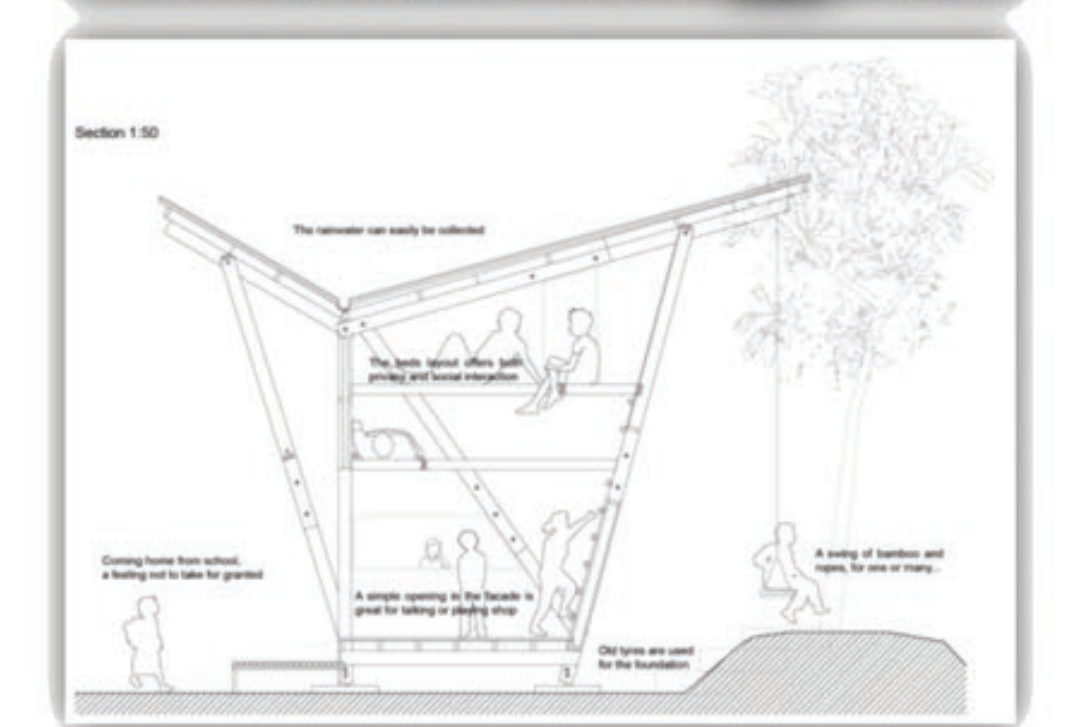 Section 1:50
The rainwater can easily be collected
The beds layout offers both
privacy and social interaction
Coming home from school,
a feeling not to take for granted
A simple opening in the facade is
great for talking or playing shop
A swing of bamboo and
ropes, for one or many...
Old tyres are used
for the foundation